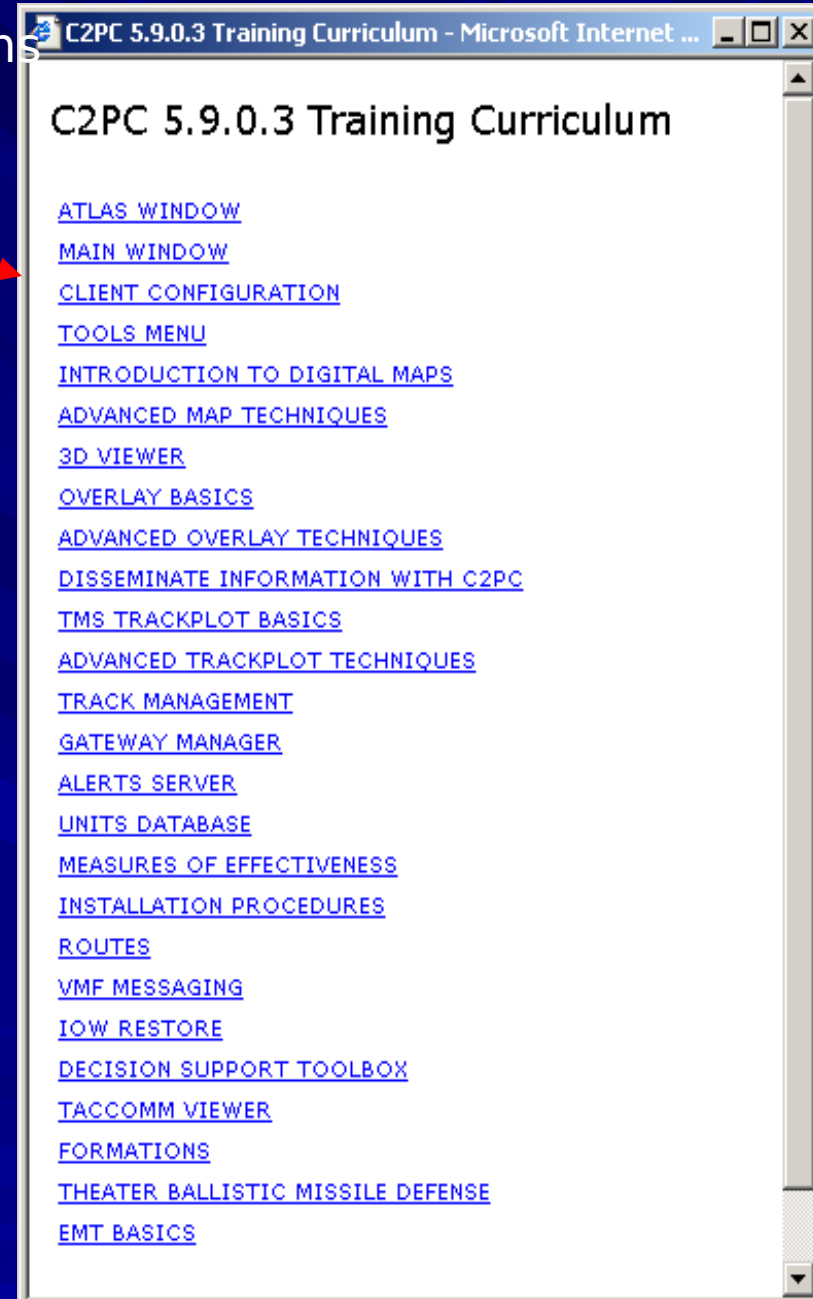 C2PC 5.9.0.3 Training Curriculum - Microsoft Internet ...
C2PC 5.9.0.3 Training Curriculum
ATLAS WINDOW
MAIN WINDOW
CLIENT CONFIGURATION
TOOLS MENU
INTRODUCTION TO DIGITAL MAPS
ADVANCED MAP TECHNIQUES
3D VIEWER
OVERLAY BASICS
ADVANCED OVERLAY TECHNIQUES
DISSEMINATE INFORMATION WITH C2PC
TMS TRACKPLOT BASICS
ADVANCED TRACKPLOT TECHNIQUES
TRACK MANAGEMENT
GATEWAY MANAGER
ALERTS SERVER
UNITS DATABASE
MEASURES OF EFFECTIVENESS
INSTALLATION PROCEDURES
ROUTES
VMF MESSAGING
IOW RESTORE
DECISION SUPPORT TOOLBOX
TACCOMM VIEWER
FORMATIONS
THEATER BALLISTIC MISSILE DEFENSE
EMT BASICS